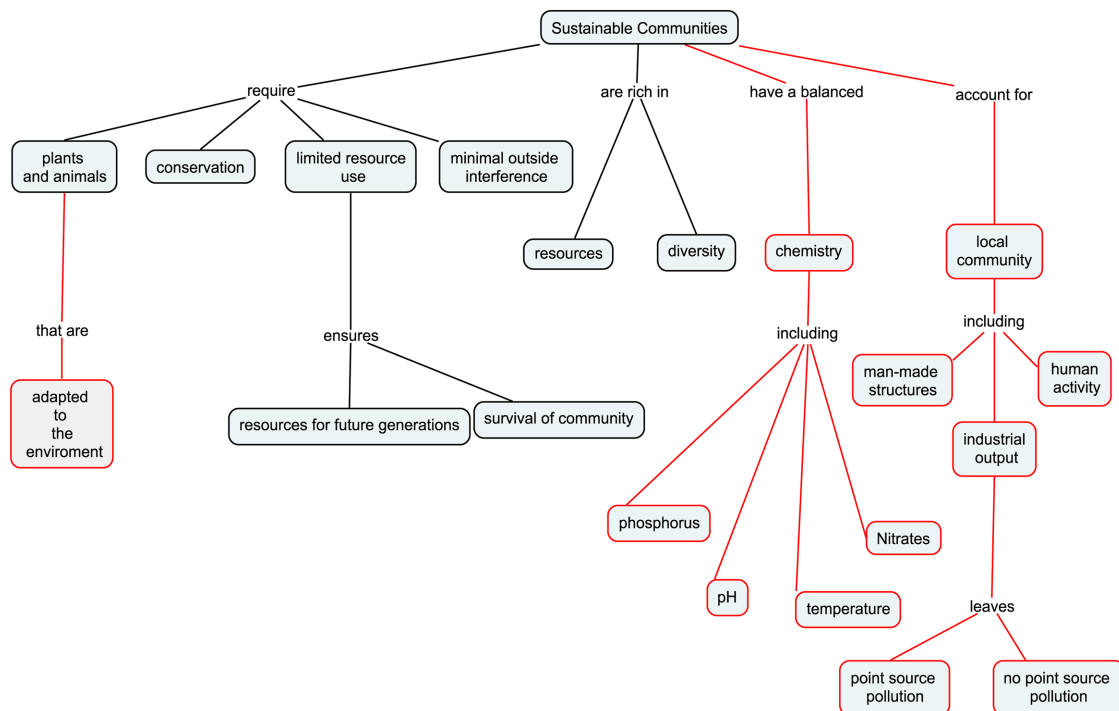 Sustainable Communities
require
are rich in
have a balanced
account for
plants
and animals
conservation
limited resource
use
minimal outside
interference
resources
diversity
chemistry
local
community
that are
ensures
including
including
adapted
to
the
enviroment
resources for future generations
survival of community
man-made
structures
human
activity
industrial
output
phosphorus
Nitrates
pH
temperature
leaves
point source
pollution
no point source
pollution